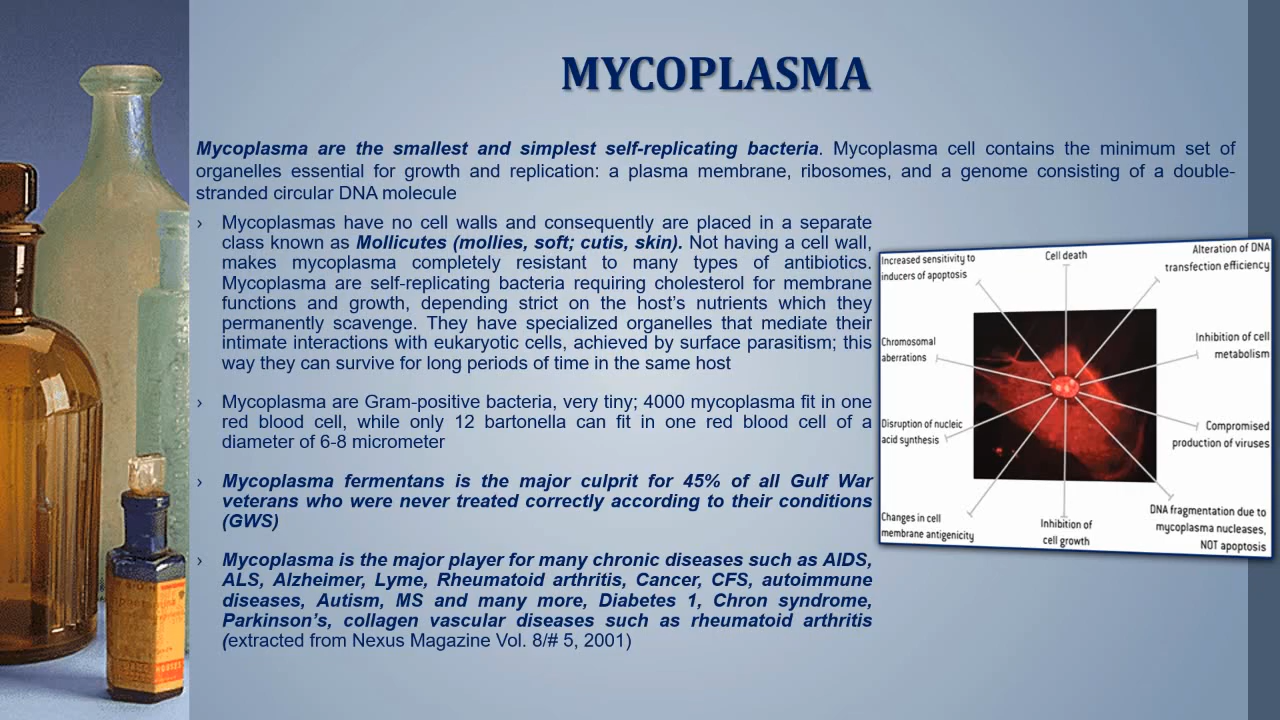 MYCOPLASMA
Mycoplasma are the smallest and simplest self-replicating bacteria. Mycoplasma cell contains the minimum set of
organelles essential for growth and replication: a plasma membrane, ribosomes, and a genome consisting of a double-
stranded circular DNA molecule
› Mycoplasmas have no cell walls and consequently are placed in a separate
class known as Mollicutes (mollies, soft; cutis, skin). Not having a cell wall,
makes mycoplasma completely resistant to many types of antibiotics.
Mycoplasma are self-replicating bacteria requiring cholesterol for membrane
functions and growth, depending strict on the host's nutrients which they
permanently scavenge. They have specialized organelles that mediate their
intimate interactions with eukaryotic cells, achieved by surface parasitism; this
way they can survive for long periods of time in the same host
› Mycoplasma are Gram-positive bacteria, very tiny; 4000 mycoplasma fit in one
red blood cell, while only 12 bartonella can fit in one red blood cell of a
diameter of 6-8 micrometer
› Mycoplasma fermentans is the major culprit for 45% of all Gulf War
veterans who were never treated correctly according to their conditions
(GWS)
› Mycoplasma is the major player for many chronic diseases such as AIDS,
ALS, Alzheimer, Lyme, Rheumatoid arthritis, Cancer, CFS, autoimmune
diseases, Autism, MS and many more, Diabetes 1, Chron syndrome,
Parkinson's, collagen vascular diseases such as rheumatoid arthritis
(extracted from Nexus Magazine Vol. 8/# 5, 2001)
Increased sensitivity to
inducers of apoptosis
Cell death
Alteration of DNA
transfection efficiency
Chromosomal
aberrations
Inhibition of cell
metabolism
Disruption of nucleic
acid synthesis
Compromised
production of viruses
Changes in cell
membrane antigenicity
Inhibition of
cell growth
DNA fragmentation due to
mycoplasma nucleases,
NOT apoptosis